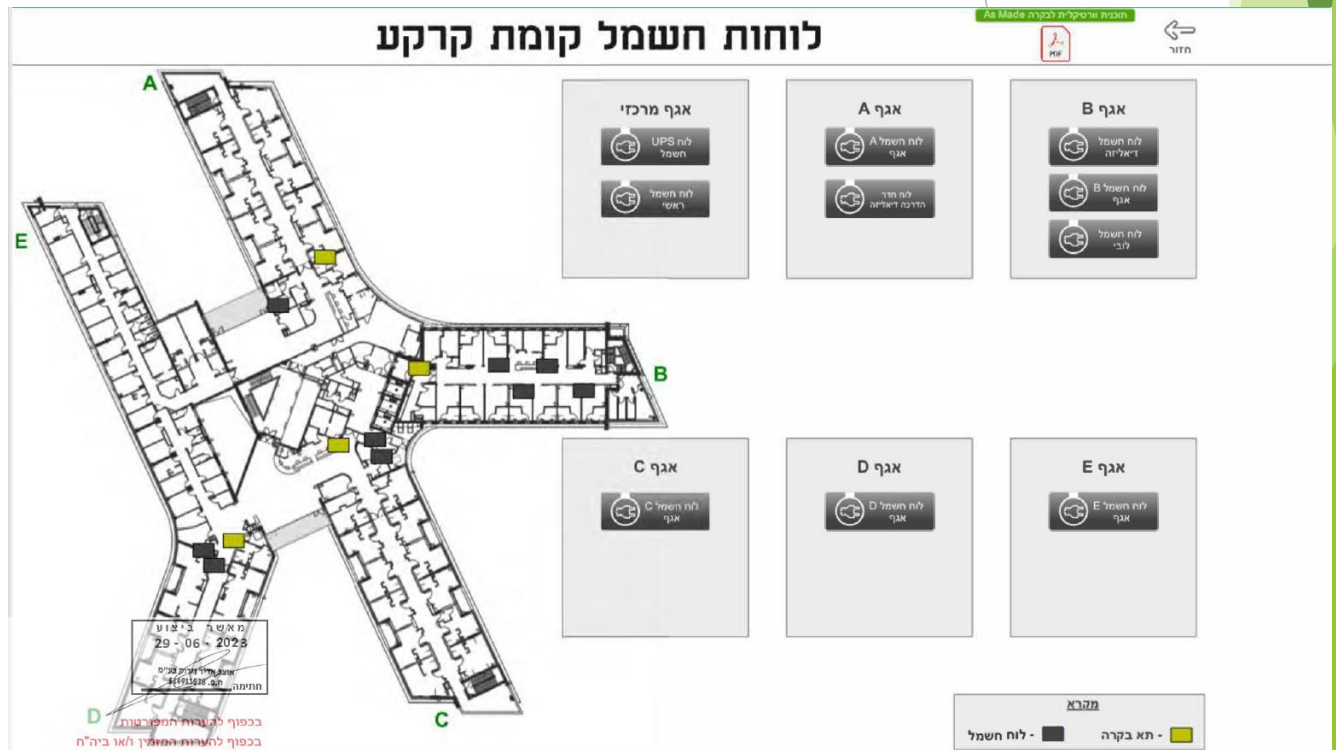 תוכנית וורטיקלית לבקרה As Made
PDF
חזור
לוחות חשמל קומת קרקע
A
E
B
C
D
אגף מרכזי
לוח UPS
חשמל
לוח חשמל
ראשי
אגף A
לוח חשמל A
אגף
לוח חדר
הדרכה דיאליזה
אגף B
לוח חשמל
דיאליזה
לוח חשמל B
אגף
לוח חשמל
לובי
אגף C
לוח חשמל C
אגף
אגף D
לוח חשמל D
אגף
אגף E
לוח חשמל E
אגף
מקרא
- תא בקרה
- לוח חשמל
מאשר ביצוע
29 - 06 - 2023
חתימה
בכפוף להערות המפורטות
בכפוף להערות המזמין ו/או ביה"ח